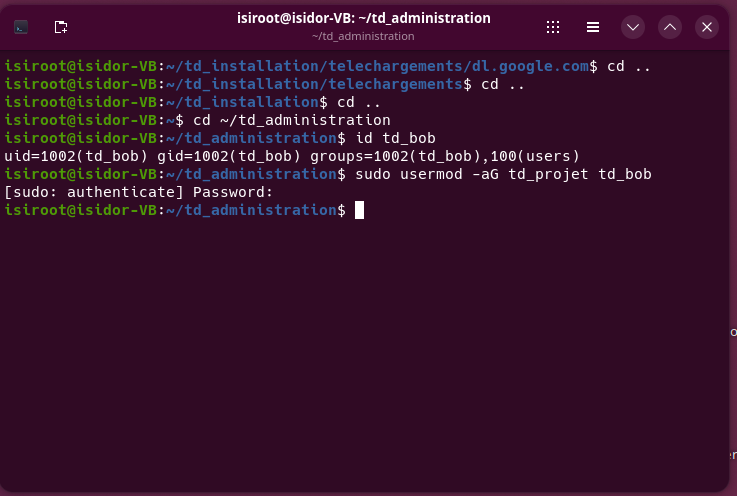 isiroot@isidor-VB: ~/td_administration
~/td_administration
isiroot@isidor-VB:~/td_installation/telechargements/dl.google.com$ cd ..
isiroot@isidor-VB:~/td_installation/telechargements$ cd ..
isiroot@isidor-VB:~/td_installation$ cd ..
isiroot@isidor-VB:~$ cd ~/td_administration
isiroot@isidor-VB:~/td_administration$ id td_bob
uid=1002(td_bob) gid=1002(td_bob) groups=1002(td_bob),100(users)
isiroot@isidor-VB:~/td_administration$ sudo usermod -aG td_projet td_bob
[sudo: authenticate] Password:
isiroot@isidor-VB:~/td_administration$